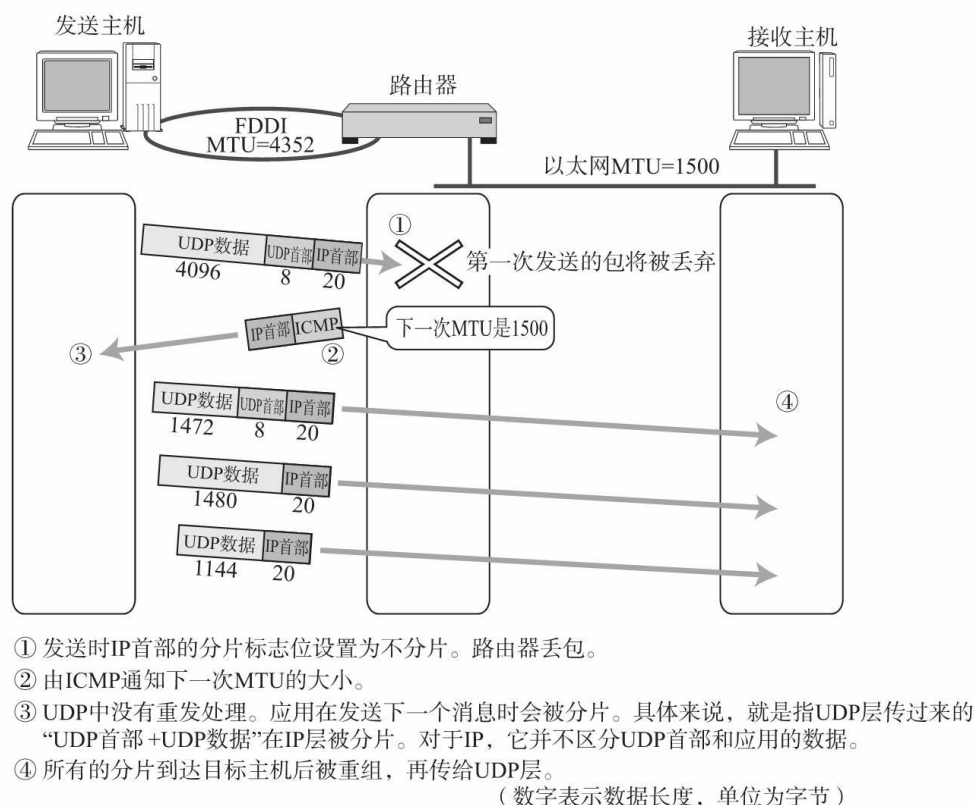 发送主机
接收主机
路由器
FDDI
MTU=4352
以太网MTU=1500
①
UDP数据 UDP首部 IP首部
4096 8 20
第一次发送的包将被丢弃
IP首部 ICMP
下一次MTU是1500
②
③
UDP数据 UDP首部 IP首部
1472 8 20
④
UDP数据 IP首部
1480 20
UDP数据 IP首部
1144 20
① 发送时IP首部的分片标志位设置为不分片。路由器丢包。
② 由ICMP通知下一次MTU的大小。
③ UDP中没有重发处理。应用在发送下一个消息时会被分片。具体来说，就是指UDP层传过来的
“UDP首部+UDP数据”在IP层被分片。对于IP，它并不区分UDP首部和应用的数据。
④ 所有的分片到达目标主机后被重组，再传给UDP层。
（数字表示数据长度，单位为字节）